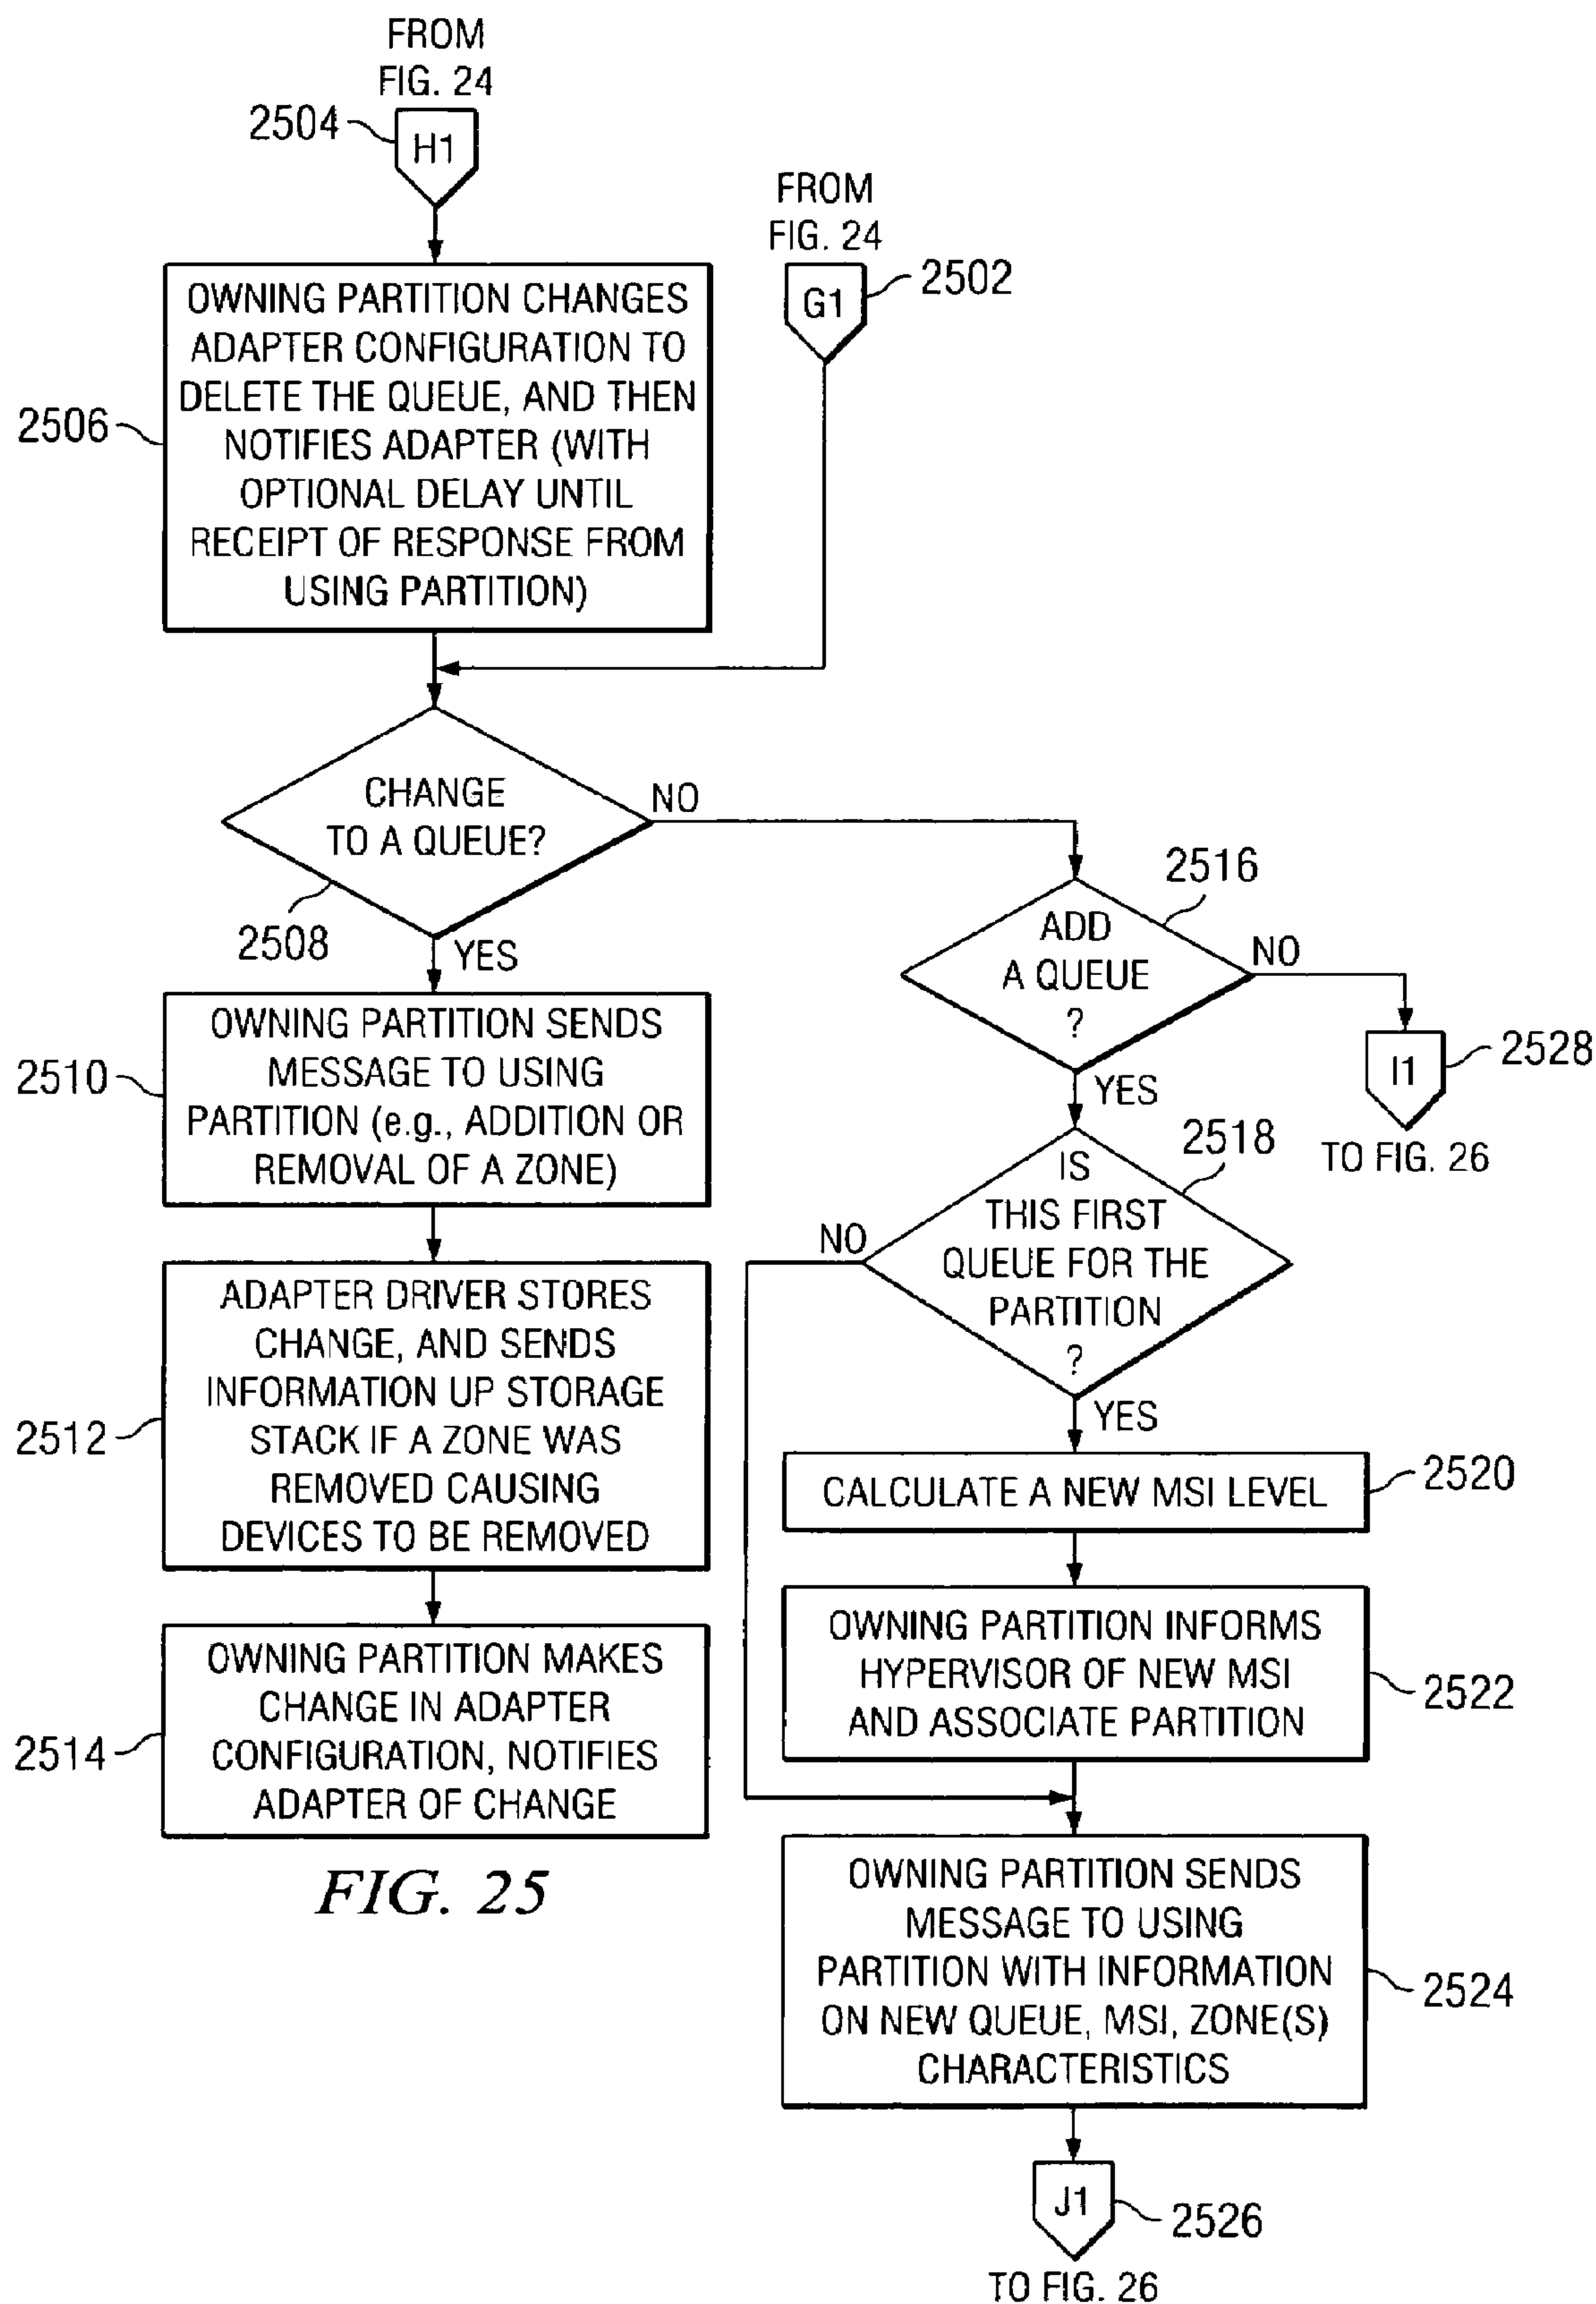 FROM
FIG. 24
2504
H1
FROM
FIG. 24
G1
2502
OWNING PARTITION CHANGES
ADAPTER CONFIGURATION TO
DELETE THE QUEUE, AND THEN
NOTIFIES ADAPTER (WITH
OPTIONAL DELAY UNTIL
RECEIPT OF RESPONSE FROM
USING PARTITION)
2506
CHANGE
TO A QUEUE?
NO
2508
YES
2516
ADD
A QUEUE
?
NO
YES
I1
2528
TO FIG. 26
OWNING PARTITION SENDS
MESSAGE TO USING
PARTITION (e.g., ADDITION OR
REMOVAL OF A ZONE)
2510
2518
IS
THIS FIRST
QUEUE FOR THE
PARTITION
?
NO
YES
ADAPTER DRIVER STORES
CHANGE, AND SENDS
INFORMATION UP STORAGE
STACK IF A ZONE WAS
REMOVED CAUSING
DEVICES TO BE REMOVED
2512
CALCULATE A NEW MSI LEVEL
2520
OWNING PARTITION INFORMS
HYPERVISOR OF NEW MSI
AND ASSOCIATE PARTITION
2522
OWNING PARTITION MAKES
CHANGE IN ADAPTER
CONFIGURATION, NOTIFIES
ADAPTER OF CHANGE
2514
FIG. 25
OWNING PARTITION SENDS
MESSAGE TO USING
PARTITION WITH INFORMATION
ON NEW QUEUE, MSI, ZONE(S)
CHARACTERISTICS
2524
J1
2526
TO FIG. 26